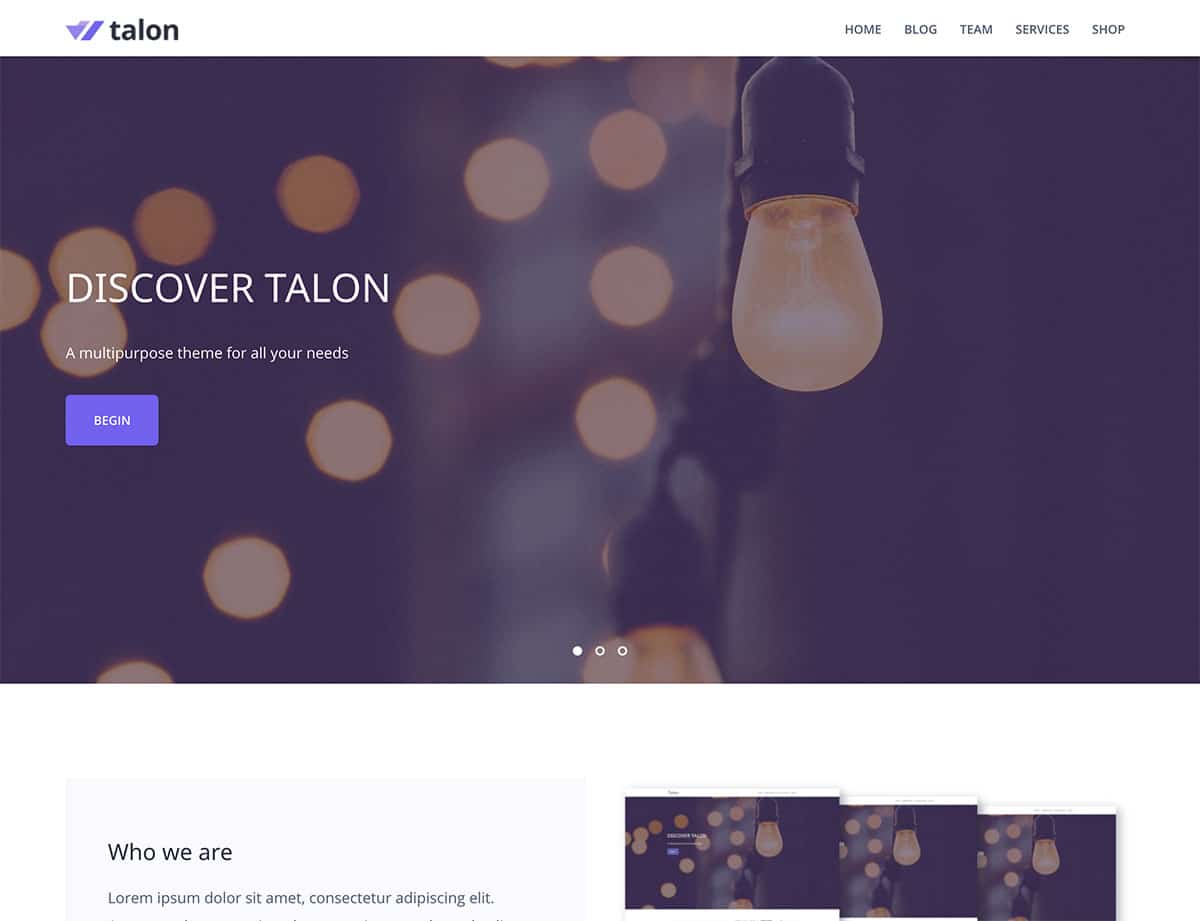 talon
HOME BLOG TEAM SERVICES SHOP
DISCOVER TALON
A multipurpose theme for all your needs
BEGIN
Who we are
Lorem ipsum dolor sit amet, consectetur adipiscing elit.
Talon
DISCOVER TALON